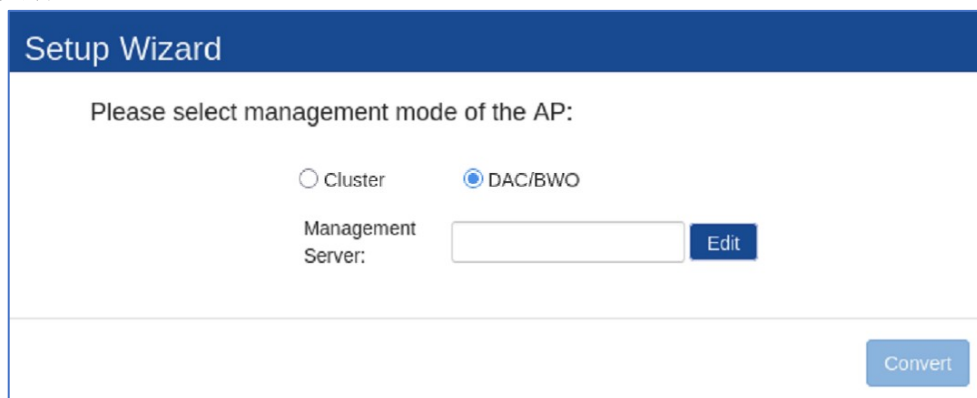 Setup Wizard
Please select management mode of the AP:
Cluster
DAC/BWO
Management
Server:
Edit
Convert